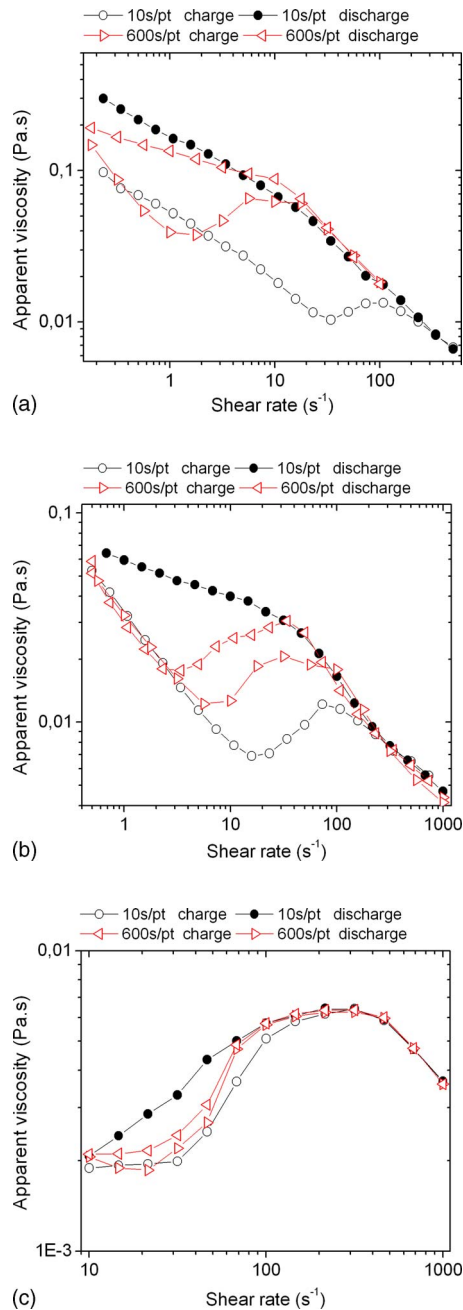 10s/pt charge 10s/pt discharge
600s/pt charge 600s/pt discharge
Apparent viscosity (Pa.s)
0,1
0,01
1 10 100
Shear rate (s⁻¹)
(a)
10s/pt charge 10s/pt discharge
600s/pt charge 600s/pt discharge
Apparent viscosity (Pa.s)
0,1
0,01
1 10 100 1000
Shear rate (s⁻¹)
(b)
10s/pt charge 10s/pt discharge
600s/pt charge 600s/pt discharge
Apparent viscosity (Pa.s)
0,01
1E-3
10 100 1000
Shear rate (s⁻¹)
(c)